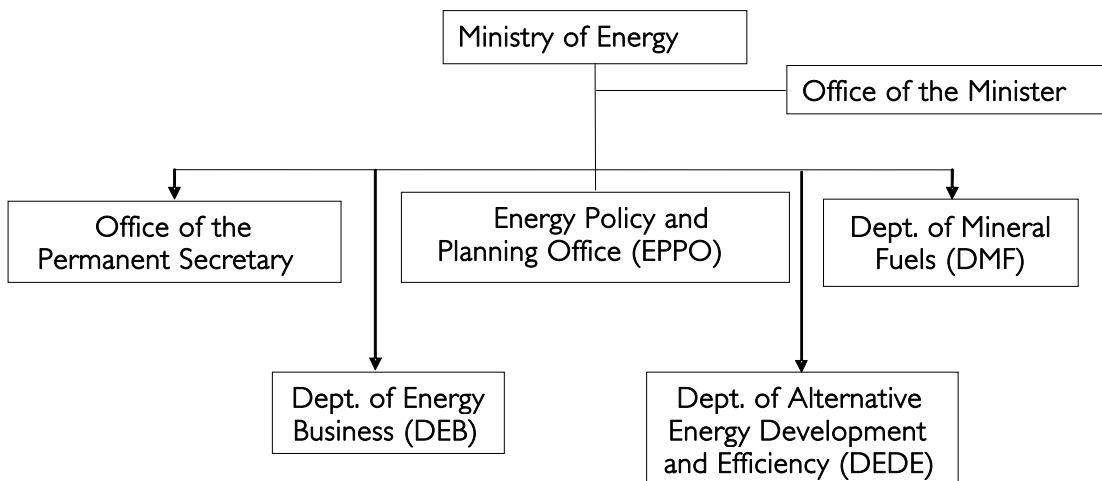 Ministry of Energy
Office of the Minister
Office of the
Permanent Secretary
Energy Policy and
Planning Office (EPPO)
Dept. of Mineral
Fuels (DMF)
Dept. of Energy
Business (DEB)
Dept. of Alternative
Energy Development
and Efficiency (DEDE)